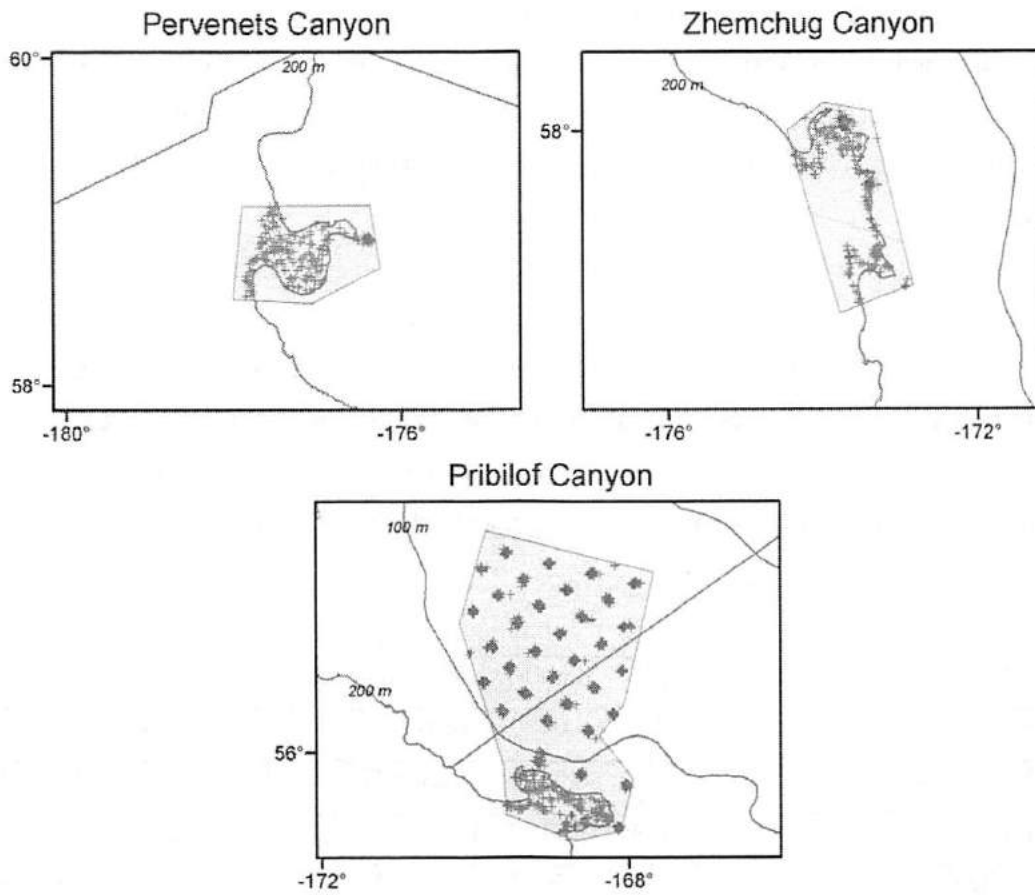 Pervenets Canyon
Zhemchug Canyon
60°
200 m
58°
-180°
-176°
200 m
58°
-176°
-172°
Pribilof Canyon
100 m
200 m
56°
-172°
-168°